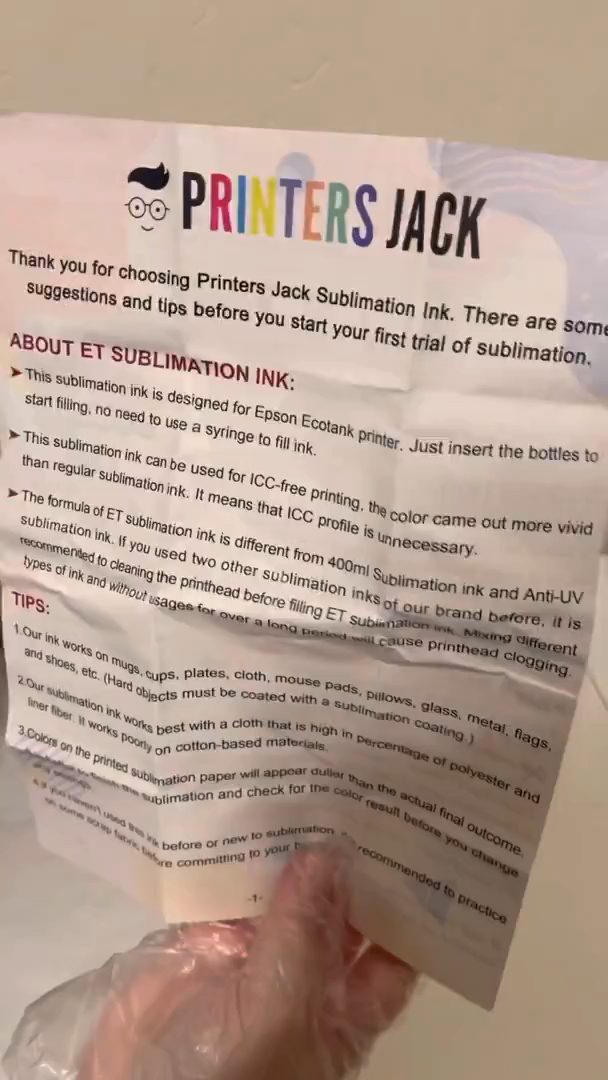 PRINTERS JACK
Thank you for choosing Printers Jack Sublimation Ink. There are some
suggestions and tips before you start your first trial of sublimation.
ABOUT ET SUBLIMATION INK:
➤This sublimation ink is designed for Epson Ecotank printer. Just insert the bottles to
start filling, no need to use a syringe to fill ink.
➤This sublimation ink can be used for ICC-free printing, the color came out more vivid
than regular sublimation ink. It means that ICC profile is unnecessary.
➤The formula of ET sublimation ink is different from 400ml Sublimation ink and Anti-UV
sublimation ink. If you used two other sublimation inks of our brand before, it is
recommended to cleaning the printhead before filling ET sublimation ink. Mixing different
types of ink and without usages for over a long period will cause printhead clogging.
TIPS:
1.Our ink works on mugs, cups, plates, cloth, mouse pads, pillows, glass, metal, flags,
and shoes, etc. (Hard objects must be coated with a sublimation coating.)
2.Our sublimation ink works best with a cloth that is high in percentage of polyester and
liner fiber. It works poorly on cotton-based materials.
3.Colors on the printed sublimation paper will appear duller than the actual final outcome.
the sublimation and check for the color result before you change
4.If you haven't used this ink before or new to sublimation recommended to practice
on some scrap fabric before committing to your
-1-